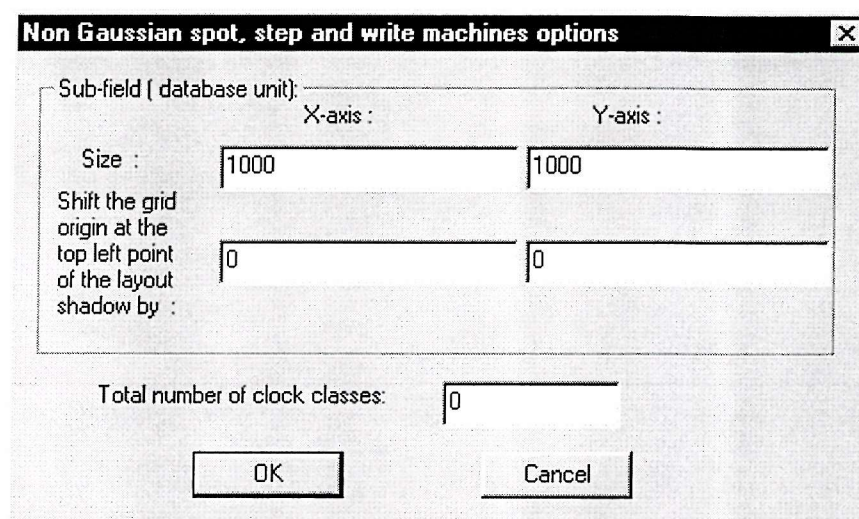 Non Gaussian spot, step and write machines options
Sub-field ( database unit):
X-axis : Y-axis :
Size : 1000 1000
Shift the grid
origin at the
top left point
of the layout
shadow by :
0 0
Total number of clock classes: 0
OK Cancel